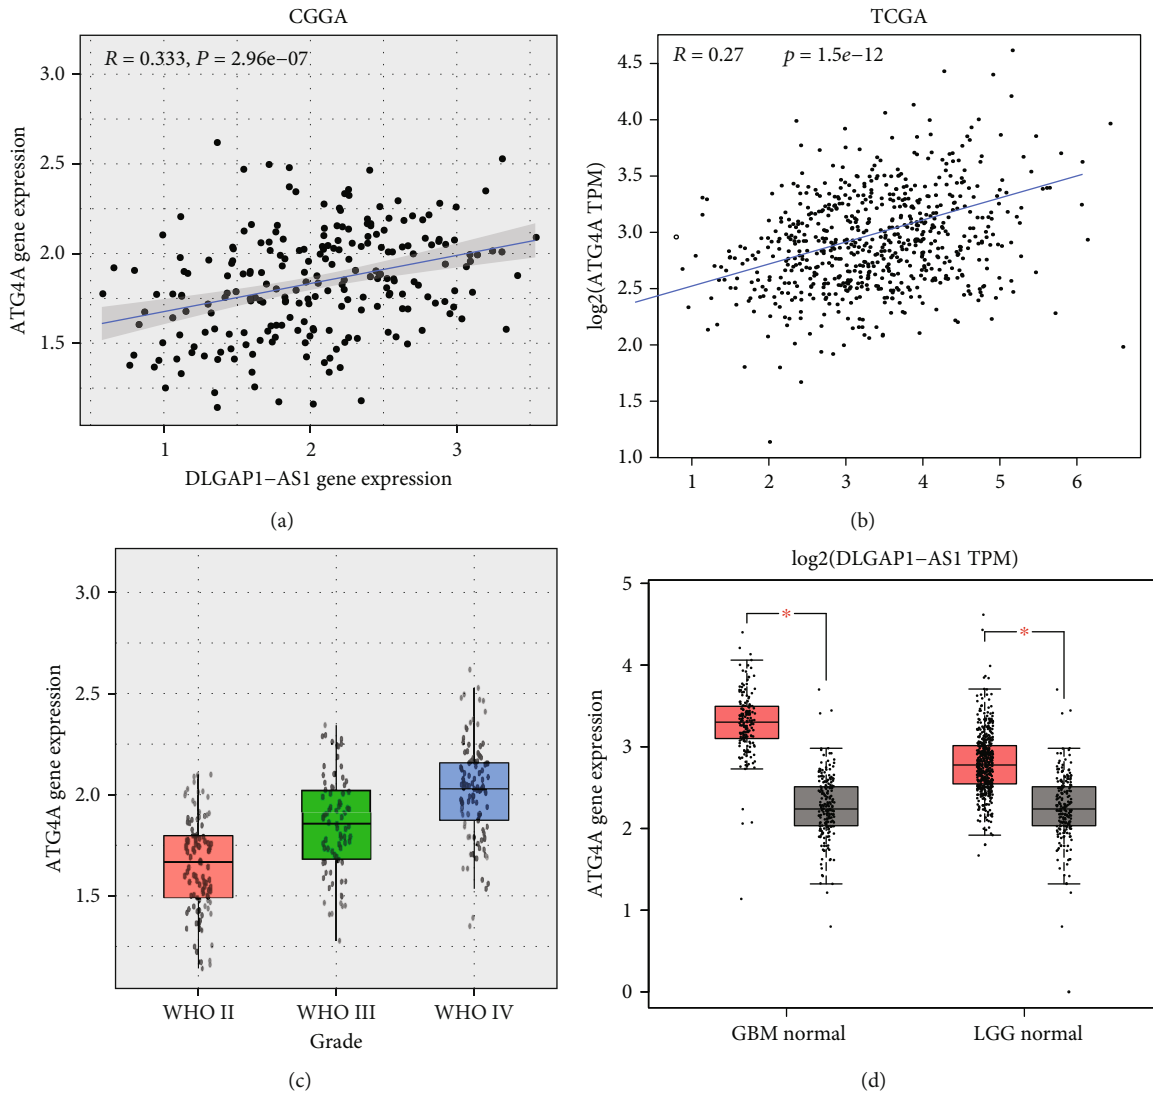 CGGA
R = 0.333, P = 2.96e−07
3.0
2.5
2.0
1.5
ATG4A gene expression
1
2
3
DLGAP1−AS1 gene expression
(a)
TCGA
R = 0.27 p = 1.5e−12
4.5
4.0
3.5
3.0
2.5
2.0
1.5
1.0
log2(ATG4A TPM)
1
2
3
4
5
6
(b)
3.0
2.5
2.0
1.5
ATG4A gene expression
WHO II
WHO III
WHO IV
Grade
(c)
log2(DLGAP1−AS1 TPM)
5
4
3
2
1
0
ATG4A gene expression
*
*
GBM normal
LGG normal
(d)